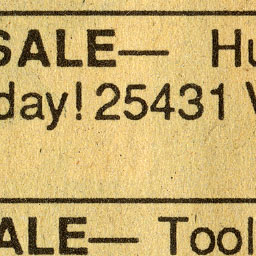 SALE— Hu
day! 25431 V
ALE— Tool